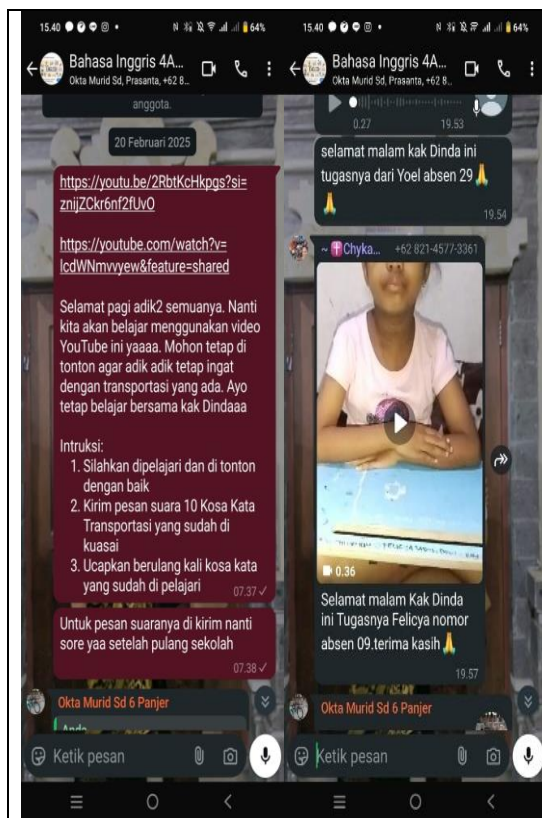 15.40
64%
Bahasa Inggris 4A...
Okta Murid Sd, Prasanta, +62 8...
anggota.
20 Februari 2025
https://youtu.be/2RbtKcHkpgs?si=
znijZCkr6nf2fUvO
https://youtube.com/watch?v=
lcdWNmvvyew&feature=shared
Selamat pagi adik2 semuanya. Nanti
kita akan belajar menggunakan video
YouTube ini yaaaa. Mohon tetap di
tonton agar adik adik tetap ingat
dengan transportasi yang ada. Ayo
tetap belajar bersama kak Dindaaa
Intruksi:
1. Silahkan dipelajari dan di tonton
dengan baik
2. Kirim pesan suara 10 Kosa Kata
Transportasi yang sudah di
kuasai
3. Ucapkan berulang kali kosa kata
yang sudah di pelajari
07.37
Untuk pesan suaranya di kirim nanti
sore yaa setelah pulang sekolah
07.38
Okta Murid Sd 6 Panjer
Anda
Ketik pesan
15.40
64%
Bahasa Inggris 4A...
Okta Murid Sd, Prasanta, +62 8...
0.27 19.53
selamat malam kak Dinda ini
tugasnya dari Yoel absen 29 🙏
🙏
19.54
~ Chyka... +62 821-4577-3361
0.36
Selamat malam Kak Dinda
ini Tugasnya Felicya nomor
absen 09.terima kasih 🙏
19.57
Okta Murid Sd 6 Panjer
Ketik pesan